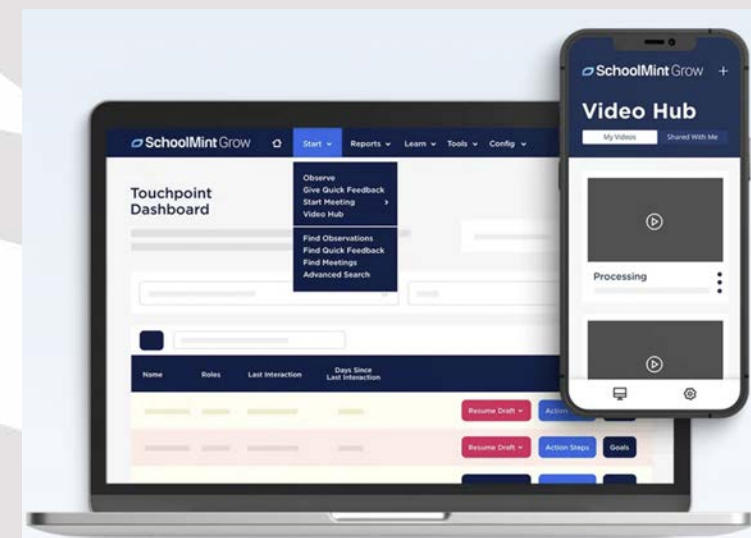 SchoolMint Grow
Start Reports Learn Tools Config
Touchpoint
Dashboard
Observe
Give Quick Feedback
Start Meeting
Video Hub
Find Observations
Find Quick Feedback
Find Meetings
Advanced Search
Name Roles Last Interaction Days Since
Last Interaction
Resume Draft Action
Resume Draft Action Steps Goals
SchoolMint Grow +
Video Hub
My Videos Shared With Me
Processing